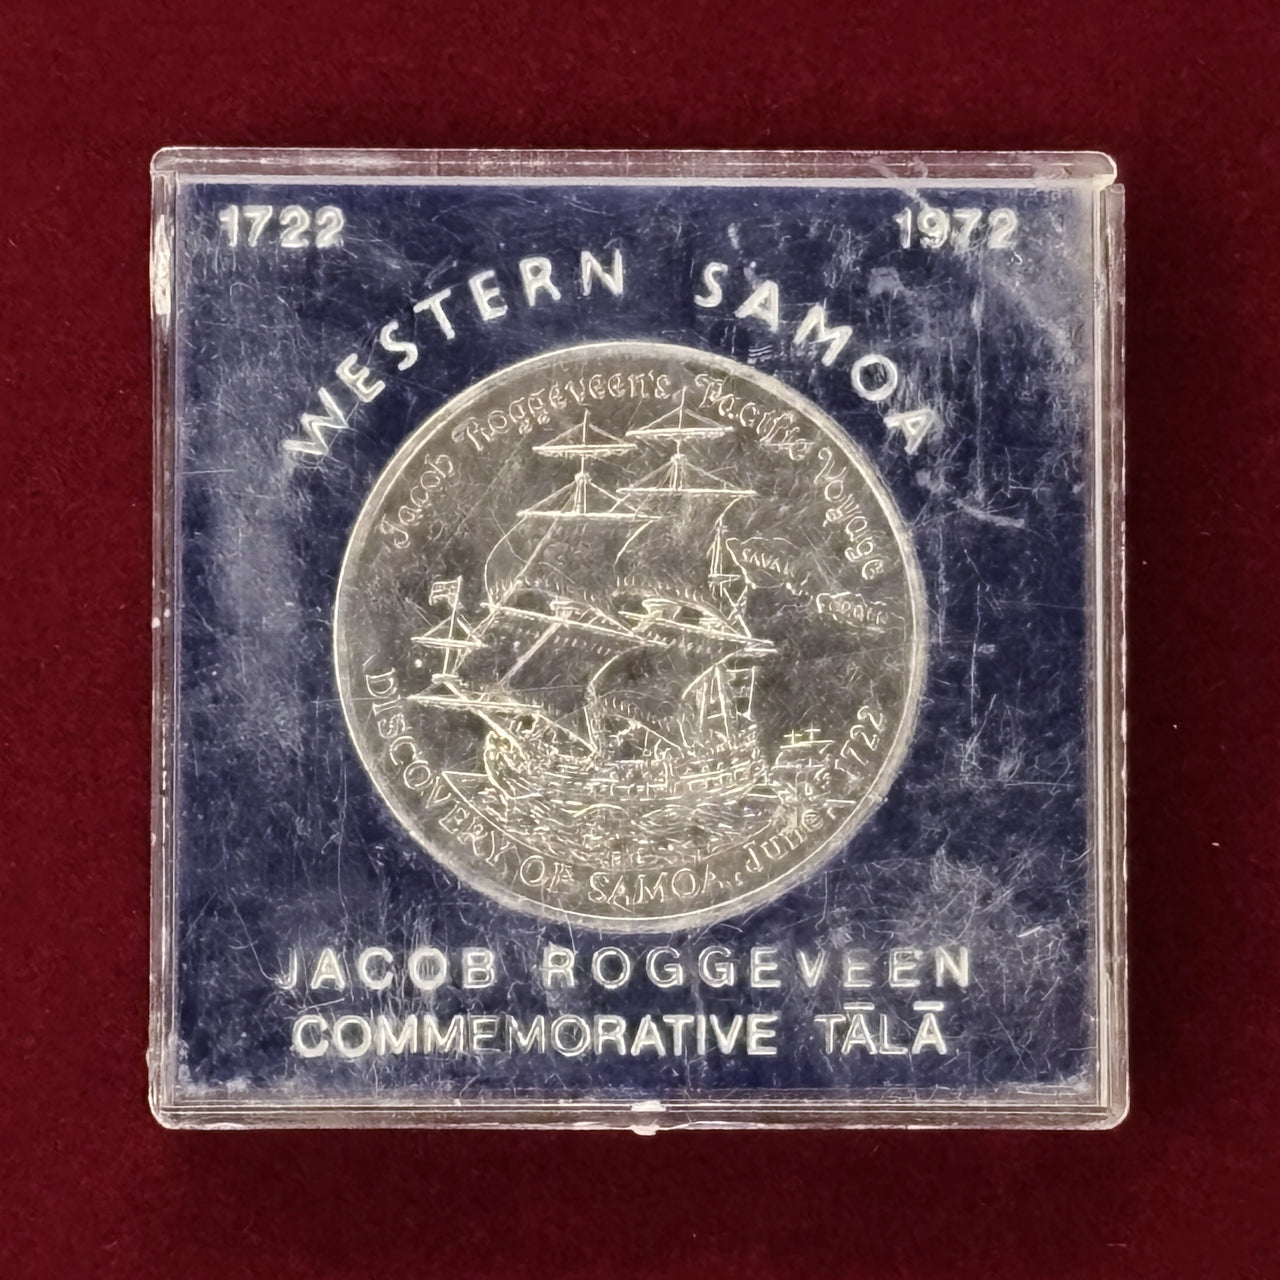 1722
1972
WESTERN SAMOA
Jacob Roggeveen's Pacific Voyage
SAVAII
DISCOVERY OF SAMOA, June 1722
JACOB ROGGEVEEN
COMMEMORATIVE TĀLĀ